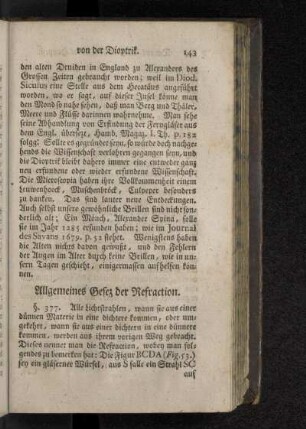 von der Dioptrik. 143
den alten Druiden in England zu Alexanders des
Grossen Zeiten gebraucht worden; weil im Diod.
Siculus eine Stelle aus dem Hecatäus angeführt
worden, wo er sagt, auf dieser Insel könne man
den Mond so nahe sehen, daß man Berg und Thäler,
Meere und Flüsse darinnen wahrnehme. Man sehe
seine Abhandlung von Erfindung der Ferngläser aus
dem Engl. übersezt, Hamb. Magaz. I. Th. p. 152
folgg: Sollte es gegründet seyn, so würde doch nachge-
hends die Wissenschaft verlohren gegangen seyn, und
die Dioptrik bleibt dahero immer eine entweder ganz
neu erfundene oder wieder erfundene Wissenschaft.
Die Microscopia haben ihre Vollkommenheit einem
Leuwenhoeck, Muschenbröck, Culpeper besonders
zu danken. Das sind lauter neue Entdeckungen.
Auch selbst unsere gewöhnliche Brillen sind nicht son-
derlich alt; Ein Mönch, Alexander Spina, solle
sie im Jahr 1285 erfunden haben; wie im Journal
des Sçavans 1679. p. 52 stehet. Wenigstens haben
die Alten nichts davon gewußt, und den Fehlern
der Augen im Alter durch keine Brillen, wie in un-
sern Tagen geschieht, einigermassen aufhelfen kön-
nen.
Allgemeines Gesez der Refraction.
§. 377. Alle Lichtstrahlen, wann sie aus einer
dünnen Materie in eine dichtere kommen, oder um-
gekehrt, wann sie aus einer dichtern in eine dünnere
kommen, werden aus ihrem vorigen Weg gebracht.
Dieses nennet man die Refraction, wobey man fol-
gendes zu bemerken hat: Die Figur BCDA (Fig. 53.)
sey ein gläserner Würfel, aus S falle ein Strahl SC
auf